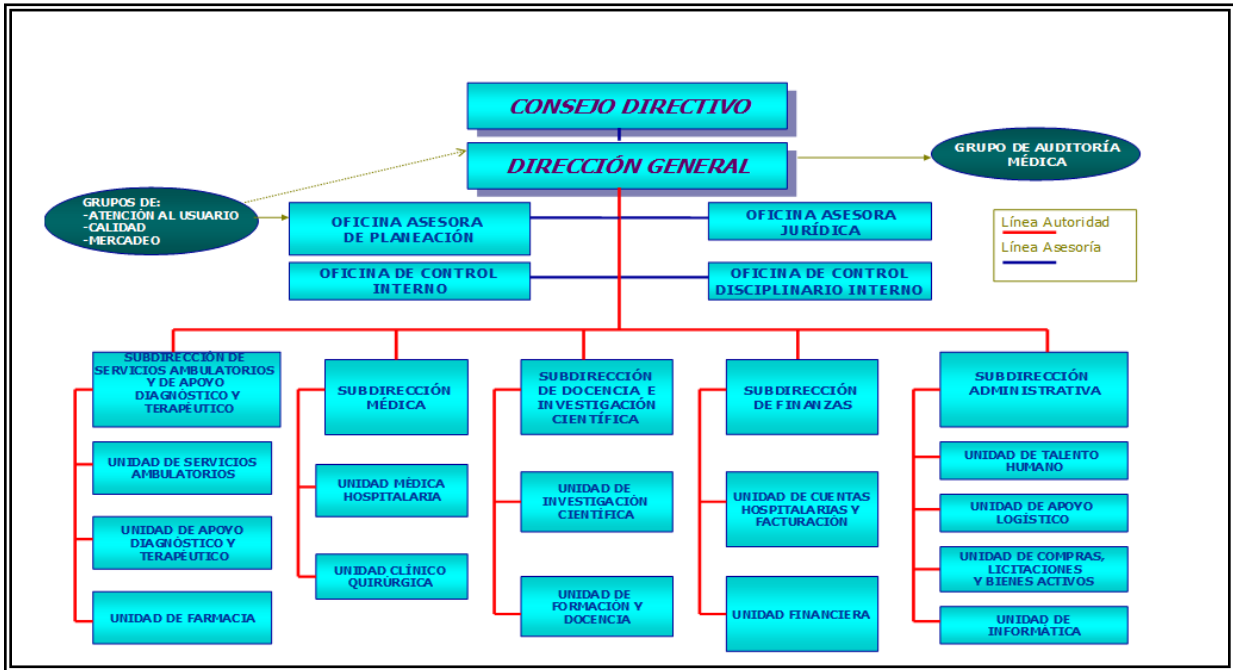 CONSEJO DIRECTIVO
DIRECCIÓN GENERAL
GRUPO DE AUDITORÍA
MÉDICA
GRUPOS DE:
-ATENCIÓN AL USUARIO
-CALIDAD
-MERCADEO
OFICINA ASESORA
DE PLANEACIÓN
OFICINA ASESORA
JURÍDICA
Línea Autoridad
Línea Asesoría
OFICINA DE CONTROL
INTERNO
OFICINA DE CONTROL
DISCIPLINARIO INTERNO
SUBDIRECCIÓN DE
SERVICIOS AMBULATORIOS
Y DE APOYO
DIAGNÓSTICO Y
TERAPÉUTICO
UNIDAD DE SERVICIOS
AMBULATORIOS
UNIDAD DE APOYO
DIAGNÓSTICO Y
TERAPÉUTICO
UNIDAD DE FARMACIA
SUBDIRECCIÓN
MÉDICA
UNIDAD MÉDICA
HOSPITALARIA
UNIDAD CLÍNICO
QUIRÚRGICA
SUBDIRECCIÓN
DE DOCENCIA E
INVESTIGACIÓN
CIENTÍFICA
UNIDAD DE
INVESTIGACIÓN
CIENTÍFICA
UNIDAD DE
FORMACIÓN Y
DOCENCIA
SUBDIRECCIÓN
DE FINANZAS
UNIDAD DE CUENTAS
HOSPITALARIAS Y
FACTURACIÓN
UNIDAD FINANCIERA
SUBDIRECCIÓN
ADMINISTRATIVA
UNIDAD DE TALENTO
HUMANO
UNIDAD DE APOYO
LOGÍSTICO
UNIDAD DE COMPRAS,
LICITACIONES
Y BIENES ACTIVOS
UNIDAD DE
INFORMÁTICA